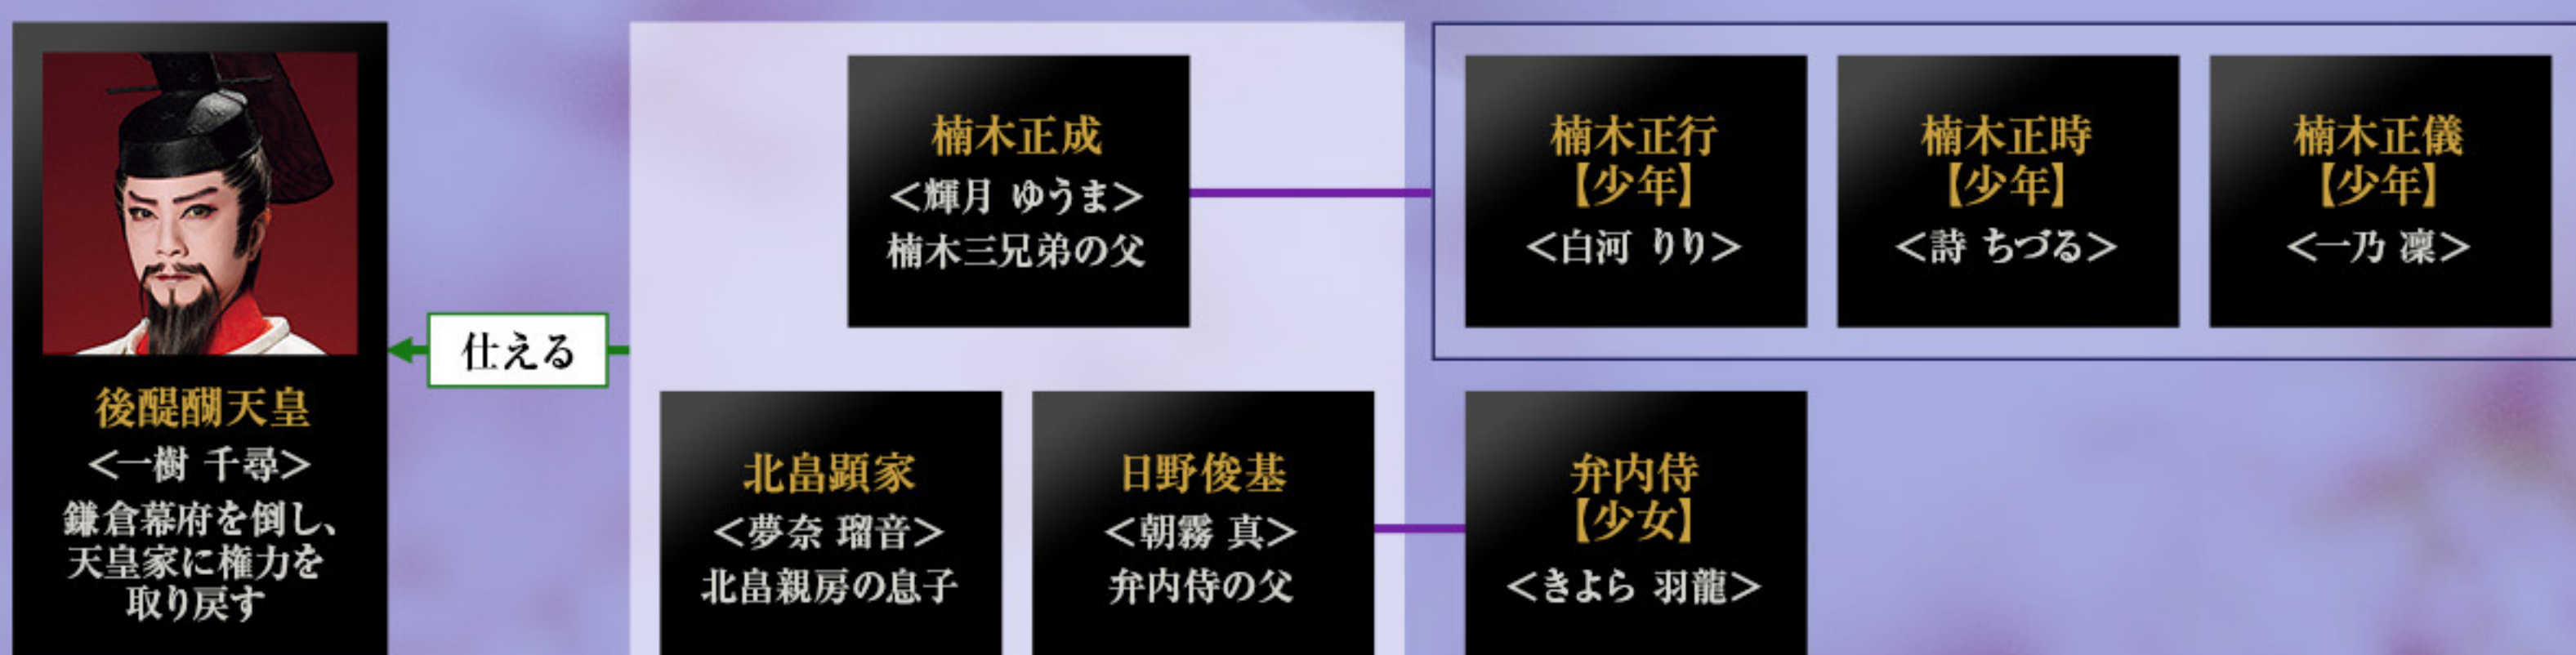 後醍醐天皇
＜一樹 千尋＞
鎌倉幕府を倒し、
天皇家に権力を
取り戻す
仕える
楠木正成
＜輝月 ゆうま＞
楠木三兄弟の父
楠木正行
【少年】
＜白河 りり＞
楠木正時
【少年】
＜詩 ちづる＞
楠木正儀
【少年】
＜一乃 凜＞
北畠顕家
＜夢奈 瑠音＞
北畠親房の息子
日野俊基
＜朝霧 真＞
弁内侍の父
弁内侍
【少女】
＜きよら 羽龍＞